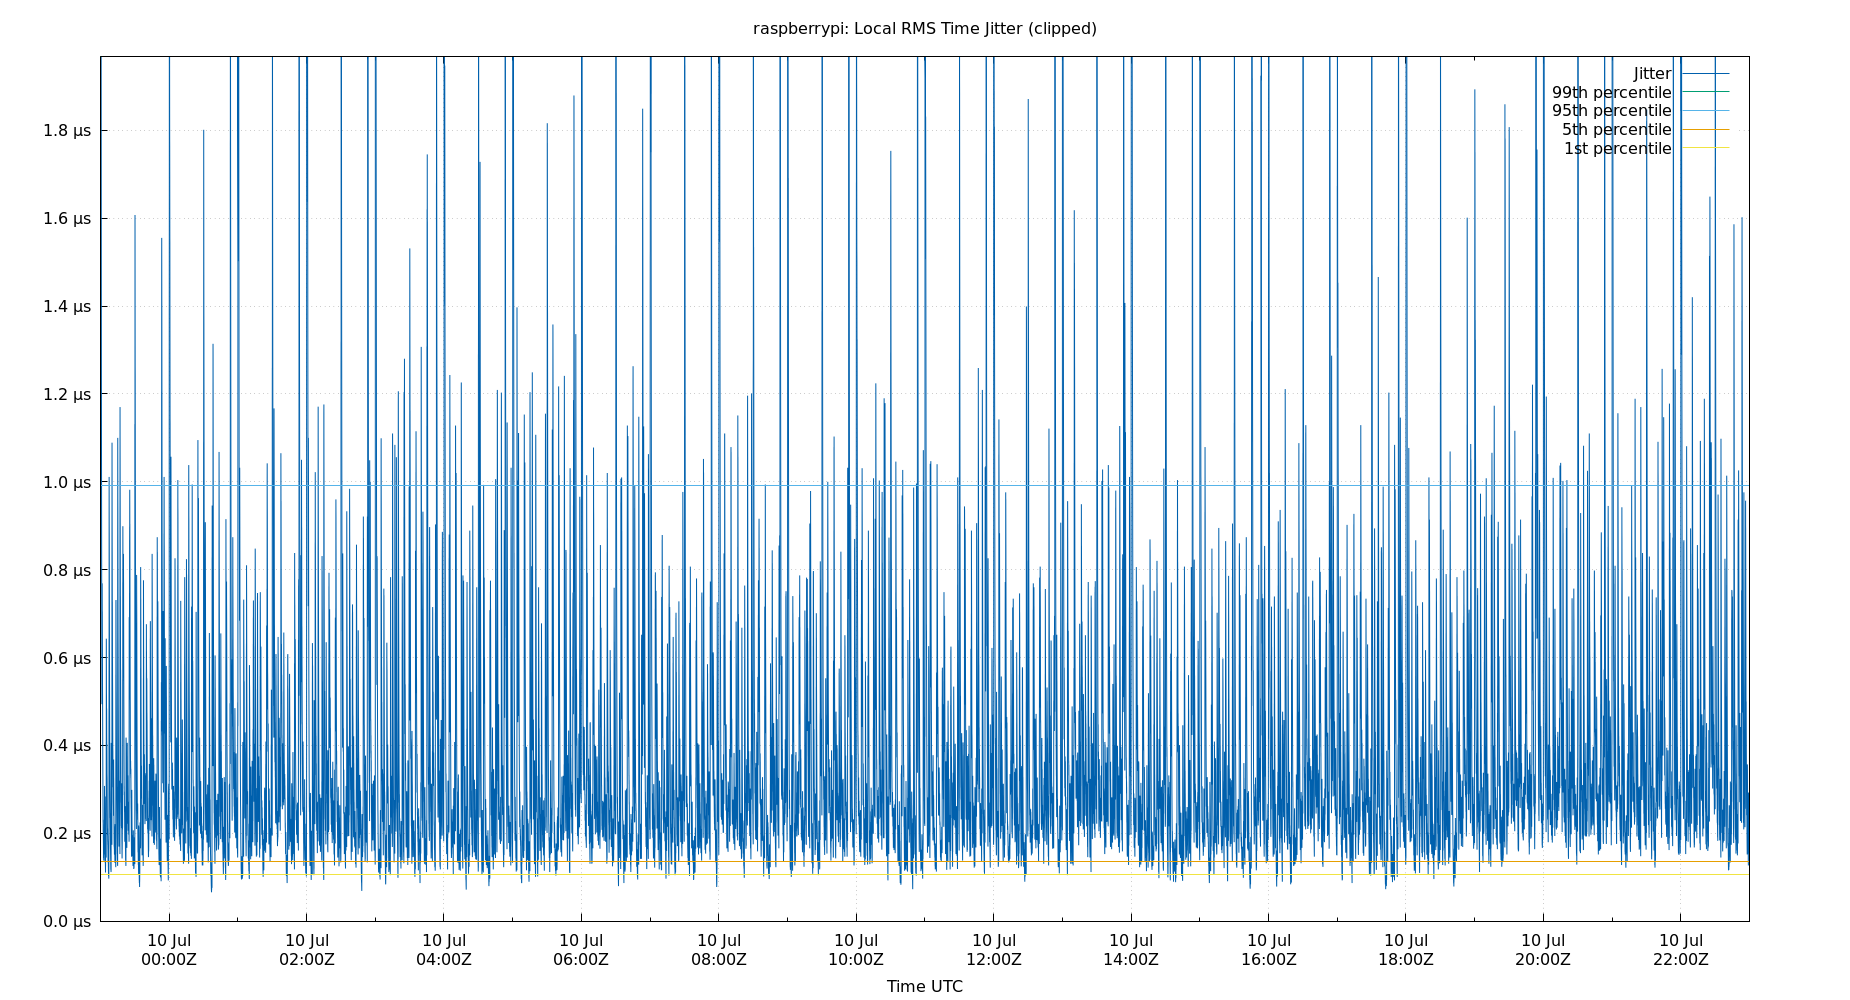 raspberrypi: Local RMS Time Jitter (clipped)
Jitter
99th percentile
95th percentile
5th percentile
1st percentile
1.8 µs
1.6 µs
1.4 µs
1.2 µs
1.0 µs
0.8 µs
0.6 µs
0.4 µs
0.2 µs
0.0 µs
10 Jul 10 Jul 10 Jul 10 Jul 10 Jul 10 Jul 10 Jul 10 Jul 10 Jul 10 Jul 10 Jul 10 Jul
00:00Z 02:00Z 04:00Z 06:00Z 08:00Z 10:00Z 12:00Z 14:00Z 16:00Z 18:00Z 20:00Z 22:00Z
Time UTC